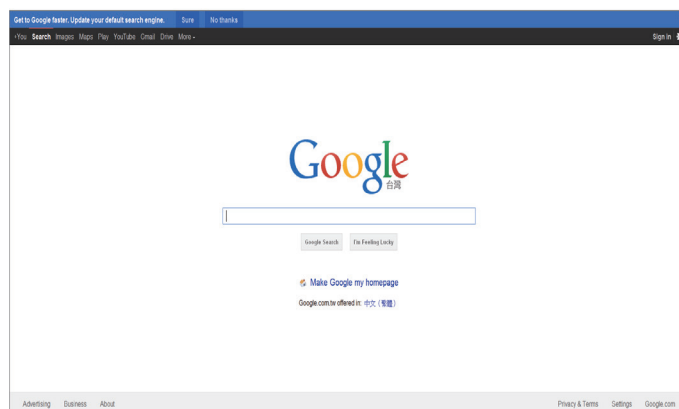 Get to Google faster. Update your default search engine. Sure No thanks
+You Search Images Maps Play YouTube Gmail Drive More Sign in
Google
台灣
Google Search I'm Feeling Lucky
Make Google my homepage
Google.com.tw offered in: 中文 (繁體)
Advertising Business About Privacy & Terms Settings Google.com